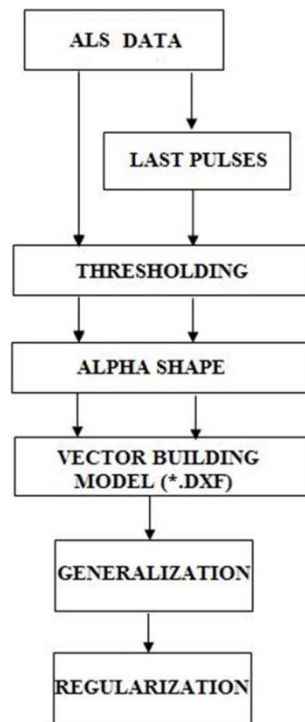 ALS DATA
LAST PULSES
THRESHOLDING
ALPHA SHAPE
VECTOR BUILDING
MODEL (*.DXF)
GENERALIZATION
REGULARIZATION